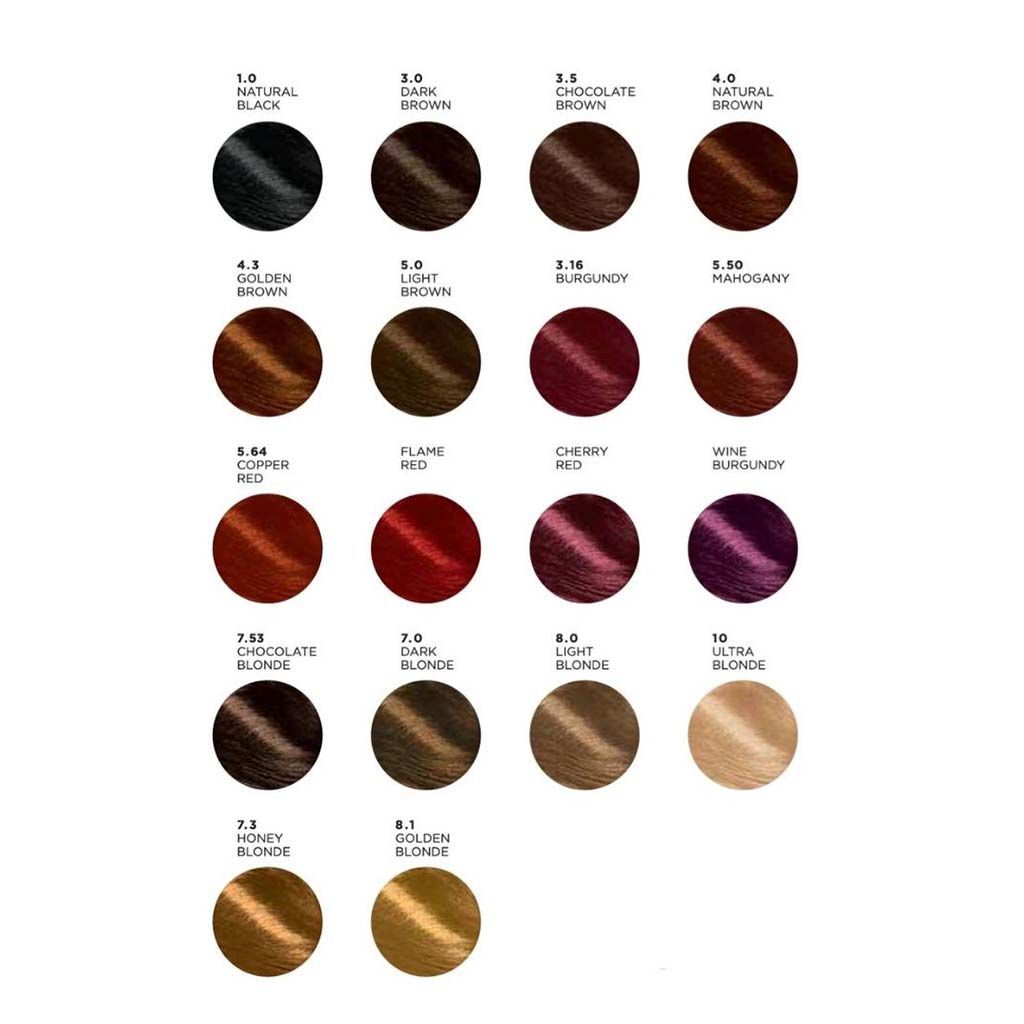 1.0
NATURAL
BLACK
3.0
DARK
BROWN
3.5
CHOCOLATE
BROWN
4.0
NATURAL
BROWN
4.3
GOLDEN
BROWN
5.0
LIGHT
BROWN
3.16
BURGUNDY
5.50
MAHOGANY
5.64
COPPER
RED
FLAME
RED
CHERRY
RED
WINE
BURGUNDY
7.53
CHOCOLATE
BLONDE
7.0
DARK
BLONDE
8.0
LIGHT
BLONDE
10
ULTRA
BLONDE
7.3
HONEY
BLONDE
8.1
GOLDEN
BLONDE